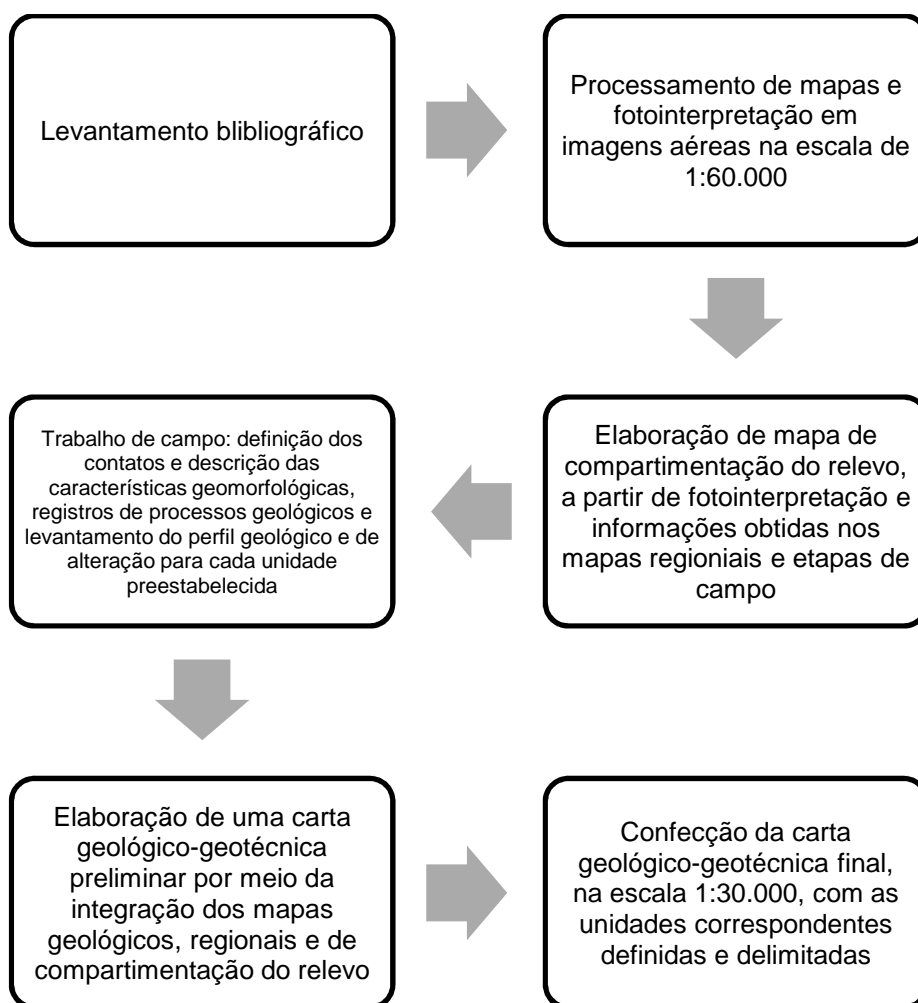 Levantamento blibliográfico
Processamento de mapas e
fotointerpretação em
imagens aéreas na escala de
1:60.000
Elaboração de mapa de
compartimentação do relevo,
a partir de fotointerpretação e
informações obtidas nos
mapas regioniais e etapas de
campo
Trabalho de campo: definição dos
contatos e descrição das
características geomorfológicas,
registros de processos geológicos e
levantamento do perfil geológico e de
alteração para cada unidade
preestabelecida
Elaboração de uma carta
geológico-geotécnica
preliminar por meio da
integração dos mapas
geológicos, regionais e de
compartimentação do relevo
Confecção da carta
geológico-geotécnica final,
na escala 1:30.000, com as
unidades correspondentes
definidas e delimitadas